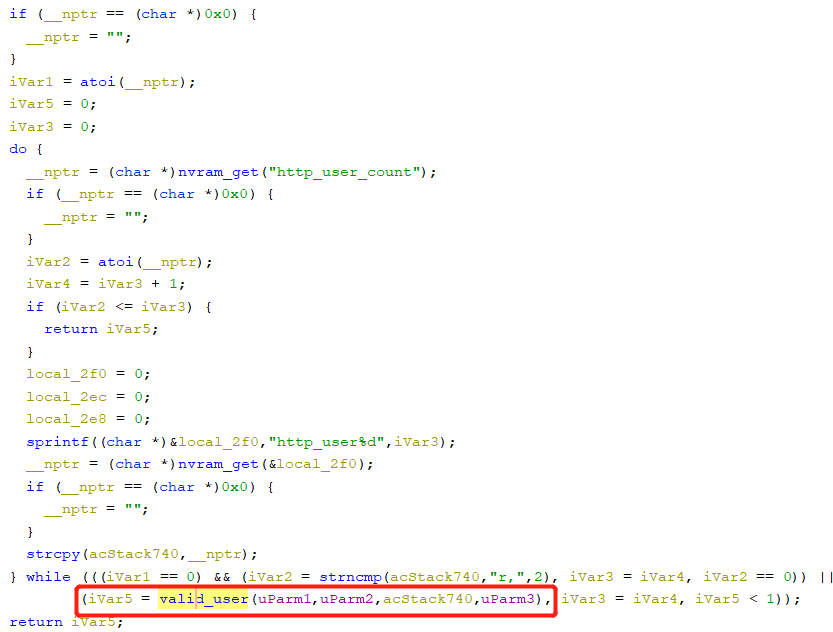 if (__nptr == (char *)0x0) {
__nptr = "";
}
iVar1 = atoi(__nptr);
iVar5 = 0;
iVar3 = 0;
do {
__nptr = (char *)nvram_get("http_user_count");
if (__nptr == (char *)0x0) {
__nptr = "";
}
iVar2 = atoi(__nptr);
iVar4 = iVar3 + 1;
if (iVar2 <= iVar3) {
return iVar5;
}
local_2f0 = 0;
local_2ec = 0;
local_2e8 = 0;
sprintf((char *)&local_2f0,"http_user%d",iVar3);
__nptr = (char *)nvram_get(&local_2f0);
if (__nptr == (char *)0x0) {
__nptr = "";
}
strcpy(acStack740,__nptr);
} while (((iVar1 == 0) && (iVar2 = strncmp(acStack740,"r,",2), iVar3 = iVar4, iVar2 == 0)) ||
(iVar5 = valid_user(uParm1,uParm2,acStack740,uParm3), iVar3 = iVar4, iVar5 < 1));
return iVar5;